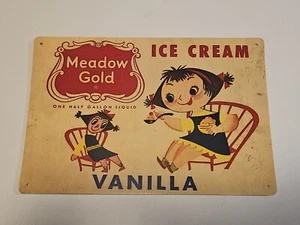 Meadow
Gold
ICE CREAM
ONE HALF GALLON LIQUID
VANILLA